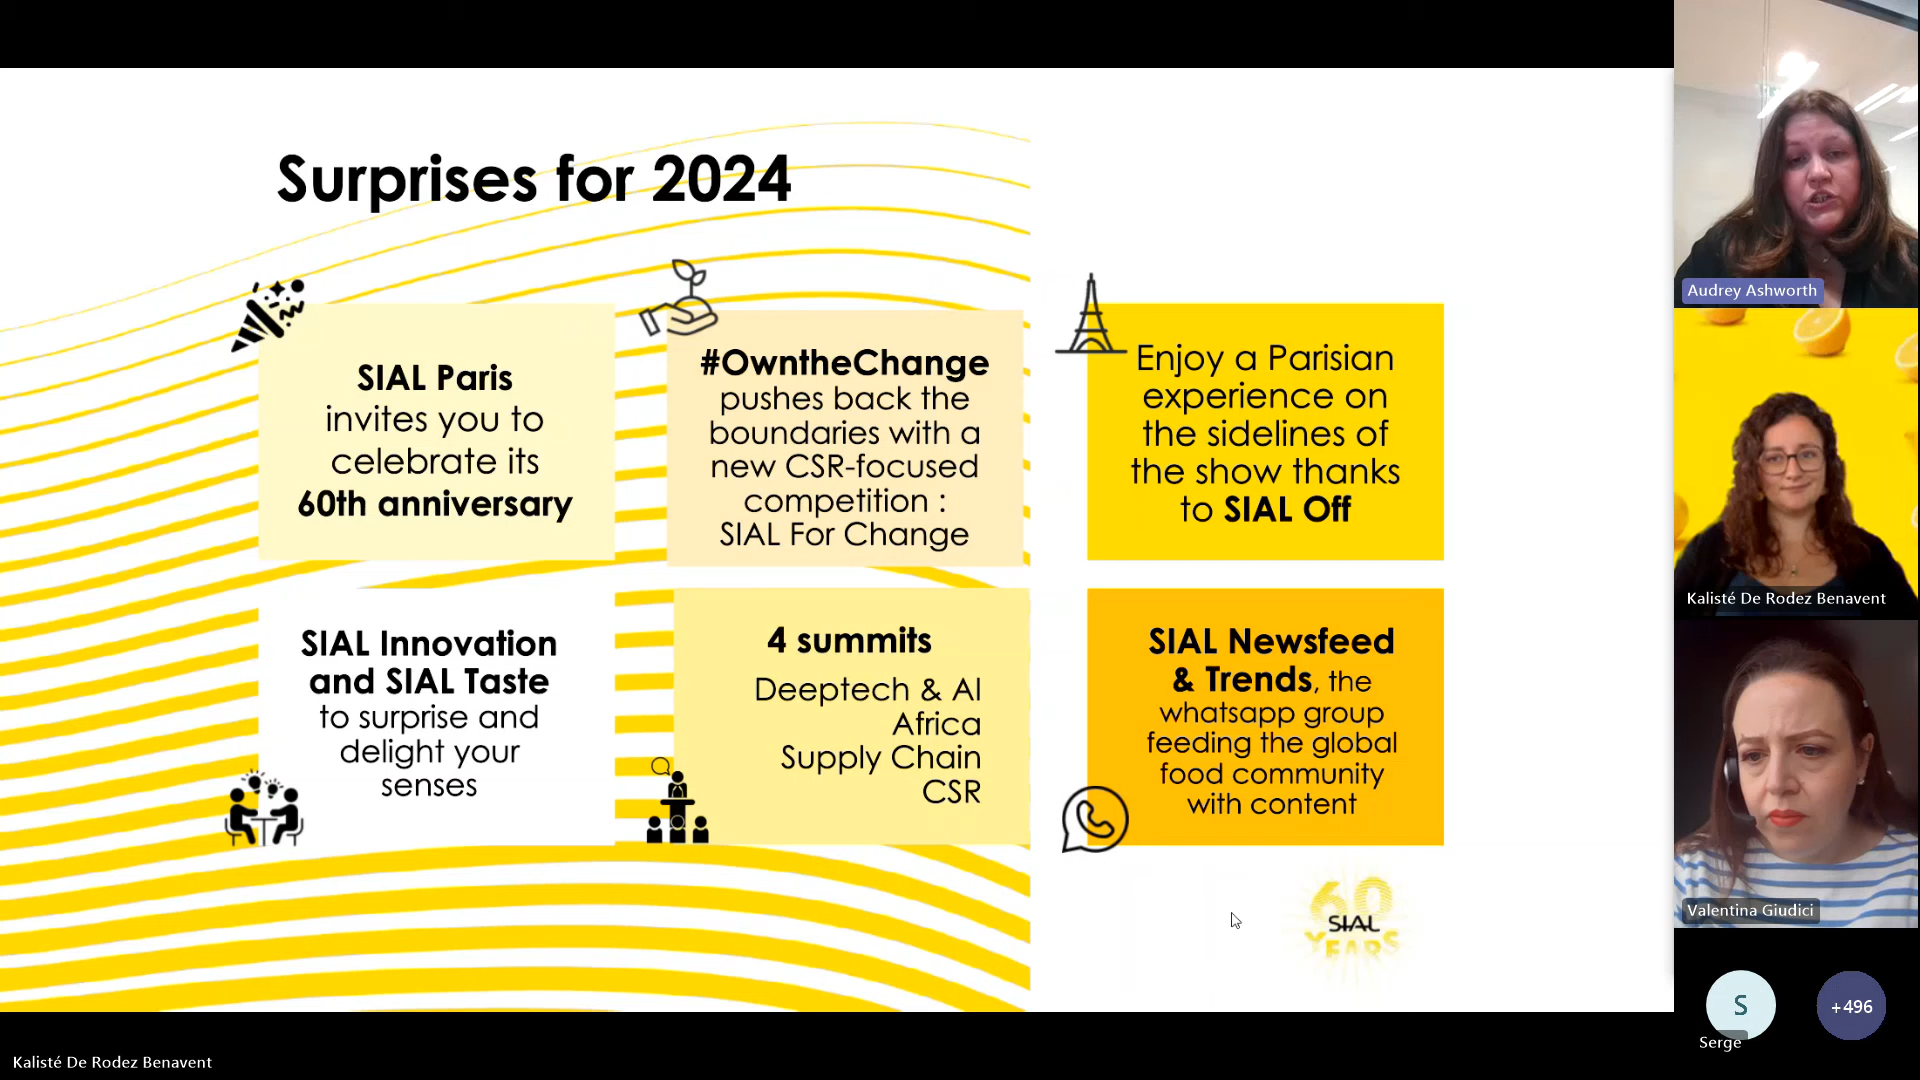 Surprises for 2024
SIAL Paris
invites you to
celebrate its
60th anniversary
#OwntheChange
pushes back the
boundaries with a
new CSR-focused
competition :
SIAL For Change
Enjoy a Parisian
experience on
the sidelines of
the show thanks
to SIAL Off
SIAL Innovation
and SIAL Taste
to surprise and
delight your
senses
4 summits
Deeptech & AI
Africa
Supply Chain
CSR
SIAL Newsfeed
& Trends, the
whatsapp group
feeding the global
food community
with content
60
SIAL
YEARS
Audrey Ashworth
Kalisté De Rodez Benavent
Valentina Giudici
S
Serge
+496
Kalisté De Rodez Benavent